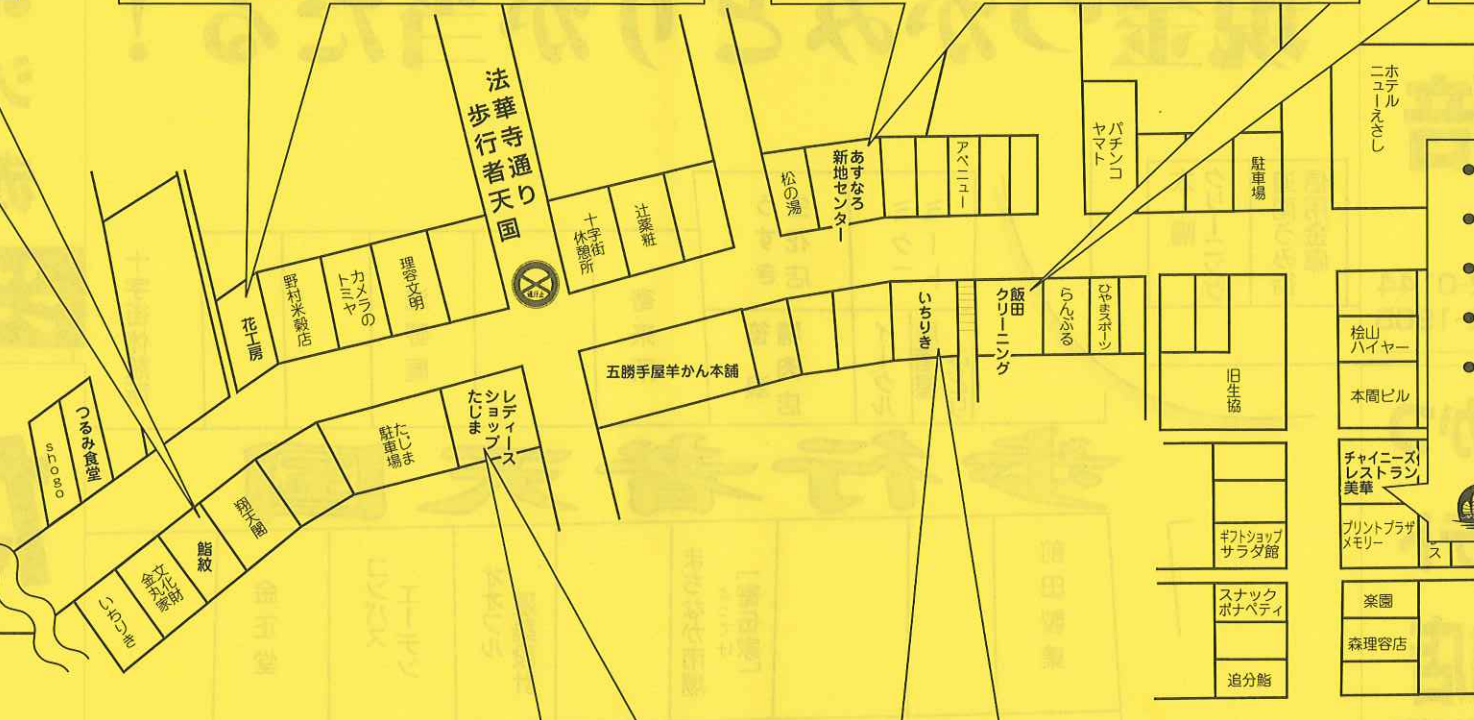 法華寺通り
歩行者天国
ホテル
ニューえさし
パチンコ
ヤマト
駐車場
アベニュー
あすなろ
新地センター
松の湯
辻薬粧
十字街
休憩所
理容文明
カメラの
トミヤ
野村米穀店
花工房
つるみ食堂
shogo
いちりき
飯田
クリーニング
らんぶる
ひやまスポーツ
五勝手屋羊かん本舗
レディース
ショップ
たじま
たじま
駐車場
翔天閣
鮨紋
文化財
金丸家
いちりき
旧生協
桧山
ハイヤー
本間ビル
チャイニーズ
レストラン
美華
プリントプラザ
メモリー
ス
ギフトショップ
サラダ館
スナック
ボナペティ
追分鮨
楽園
森理容店